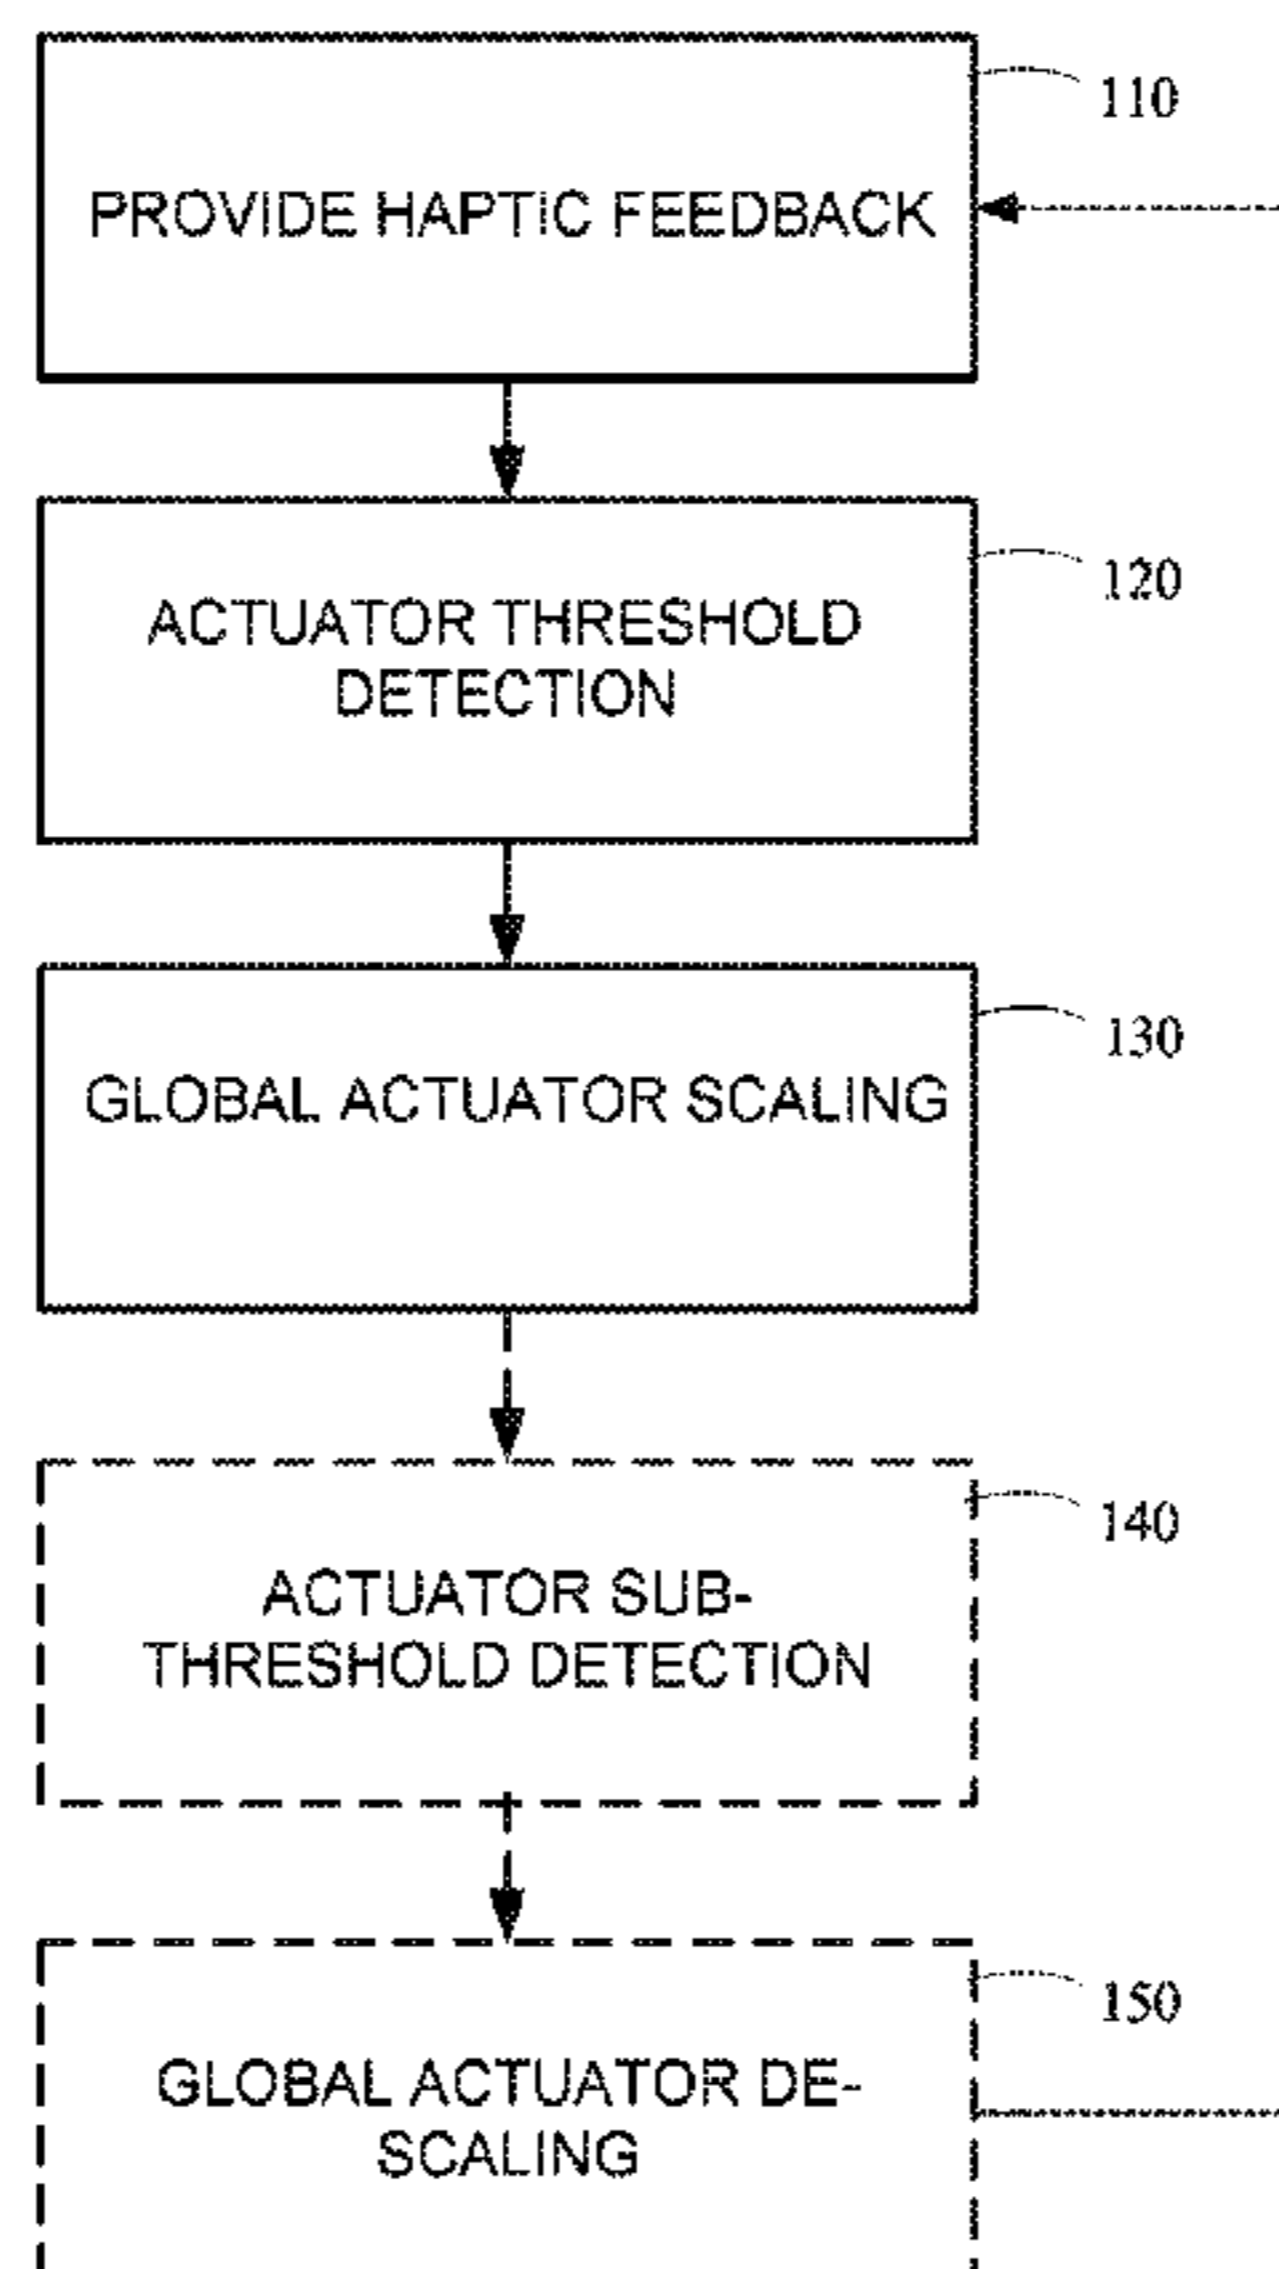 110
PROVIDE HAPTIC FEEDBACK
120
ACTUATOR THRESHOLD
DETECTION
130
GLOBAL ACTUATOR SCALING
140
ACTUATOR SUB-
THRESHOLD DETECTION
150
GLOBAL ACTUATOR DE-
SCALING